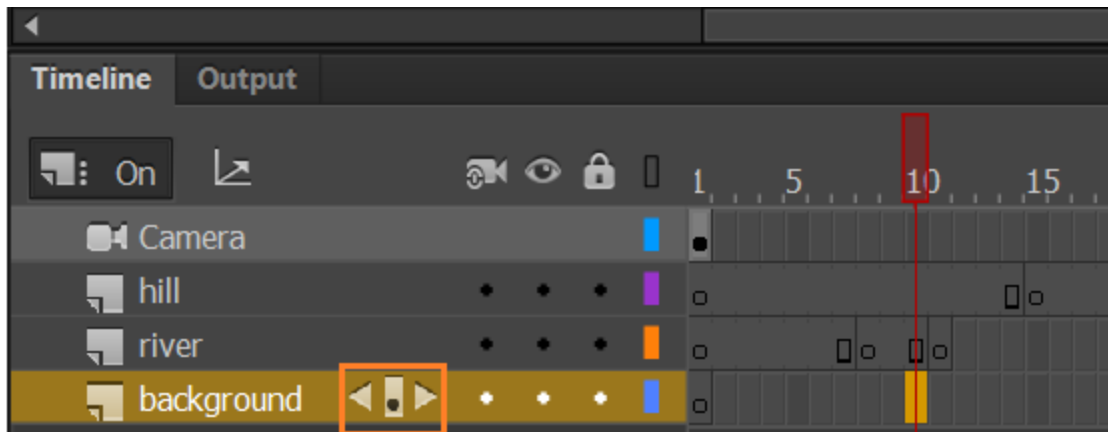 Timeline Output
On 1 5 10 15
Camera
hill
river
background